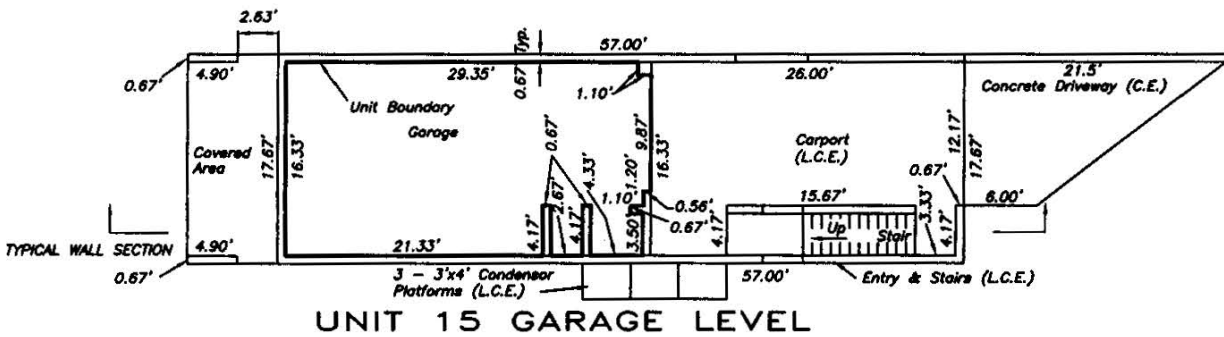 2.63'
57.00'
0.67' Typ.
0.67'
4.90'
29.35'
1.10'
26.00'
21.5'
Concrete Driveway (C.E.)
Unit Boundary
Garage
Carport
(L.C.E.)
Covered
Area
17.67'
16.33'
0.67'
4.33'
9.87'
1.20'
16.33'
12.17'
17.67'
0.67'
15.67'
6.00'
1.10'
0.56'
0.67'
2.67'
4.17'
4.17'
3.50'
4.17'
3.33'
4.17'
Up
Stair
TYPICAL WALL SECTION
4.90'
21.33'
0.67'
3 - 3'x4' Condensor
Platforms (L.C.E.)
57.00'
Entry & Stairs (L.C.E.)
UNIT 15 GARAGE LEVEL